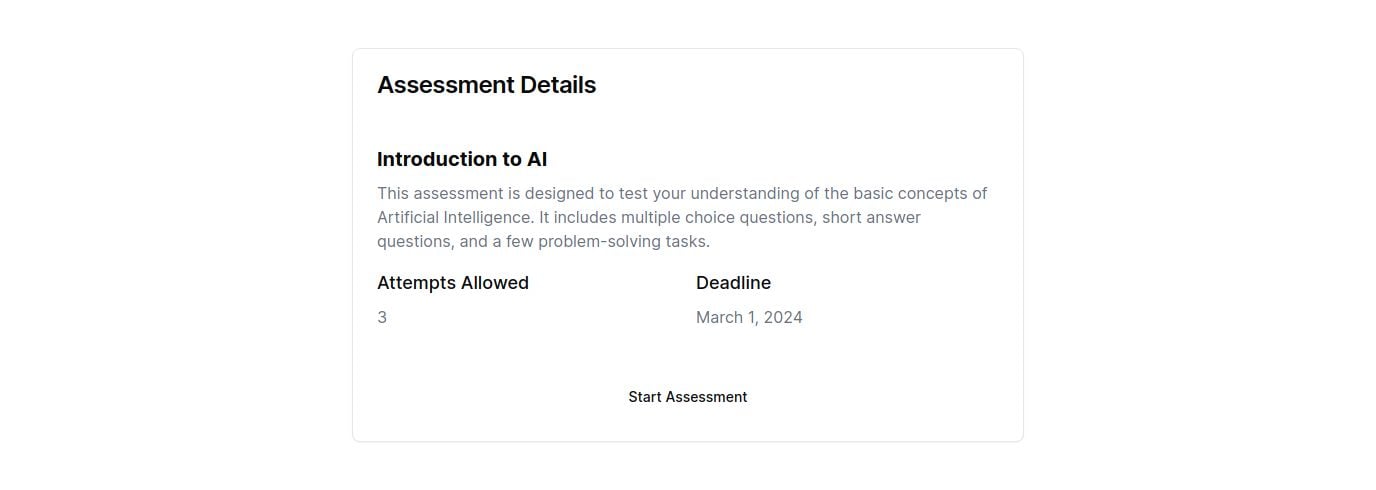 Assessment Details
Introduction to AI
This assessment is designed to test your understanding of the basic concepts of
Artificial Intelligence. It includes multiple choice questions, short answer
questions, and a few problem-solving tasks.
Attempts Allowed
3
Deadline
March 1, 2024
Start Assessment